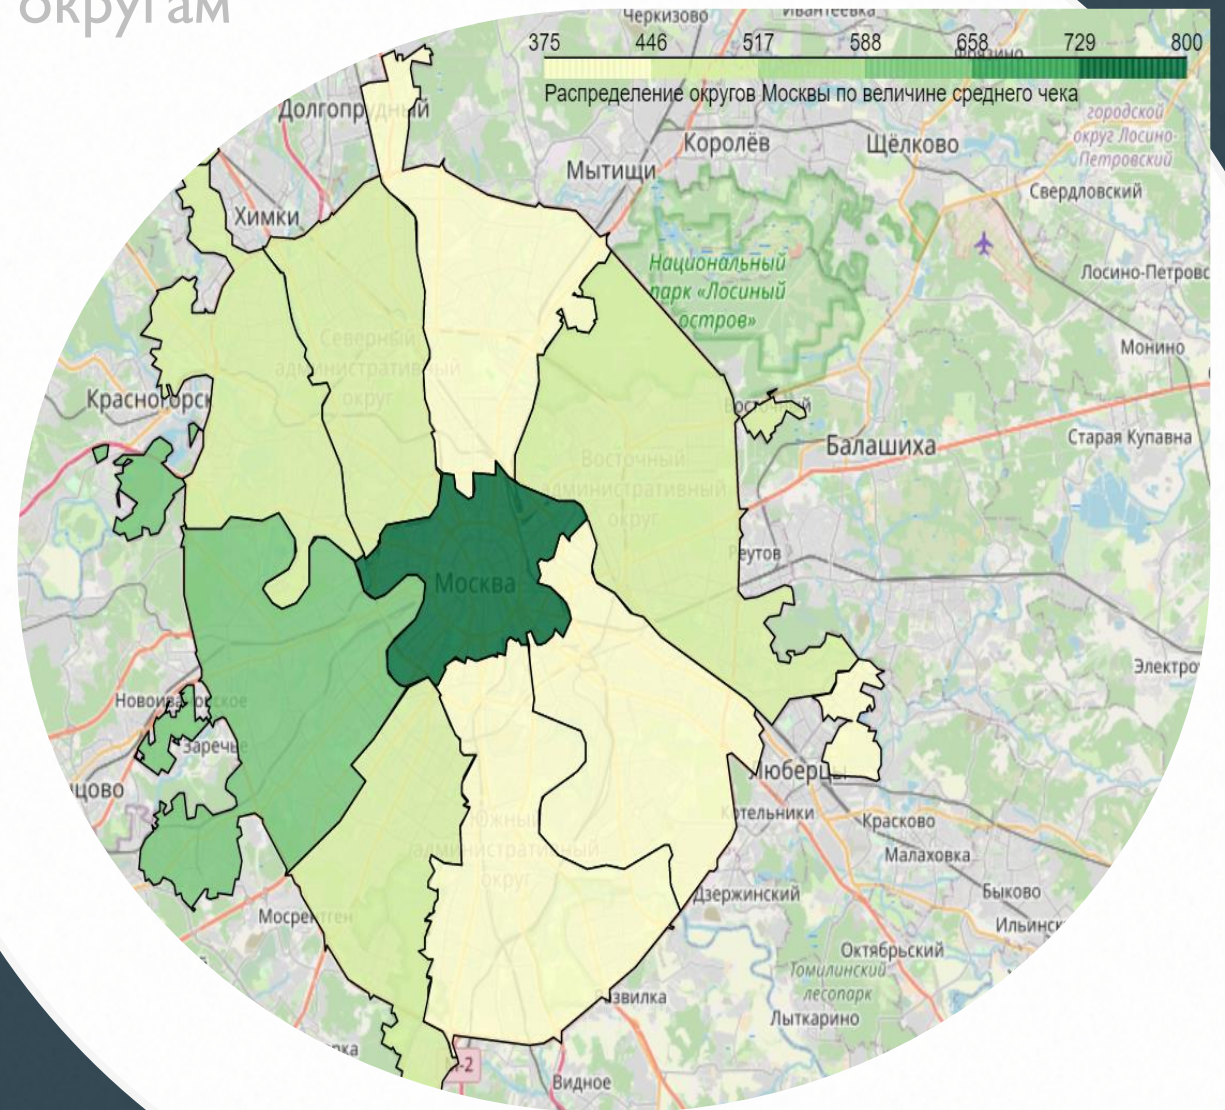 округам
Черкизово
Ивантеевка
375 446 517 588 658 729 800
Фрязино
Распределение округов Москвы по величине среднего чека
Долгопрудный
городской
округ Лосино-
Петровский
Королёв
Щёлково
Мытищи
Свердловский
Химки
Национальный
парк «Лосиный
остров»
Лосино-Петровс
Северный
административный
округ
Монино
Красногорск
Восточный
Балашиха
Старая Купавна
Восточный
административный
округ
Реутов
Москва
Электро
Новоивановское
Заречье
Люберцы
Котельники
Красково
Южный
административный
округ
Малаховка
Дзержинский
Быково
Мосрентген
Ильинск
Октябрьский
Томилинский
лесопарк
Развилка
Лыткарино
Видное